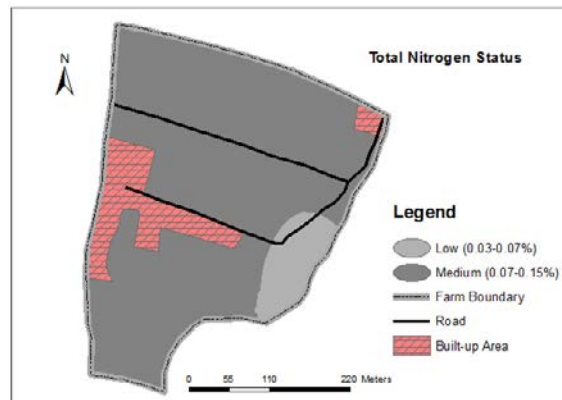 Total Nitrogen Status
N
Legend
Low (0.03-0.07%)
Medium (0.07-0.15%)
Farm Boundary
Road
Built-up Area
0 55 110 220 Meters